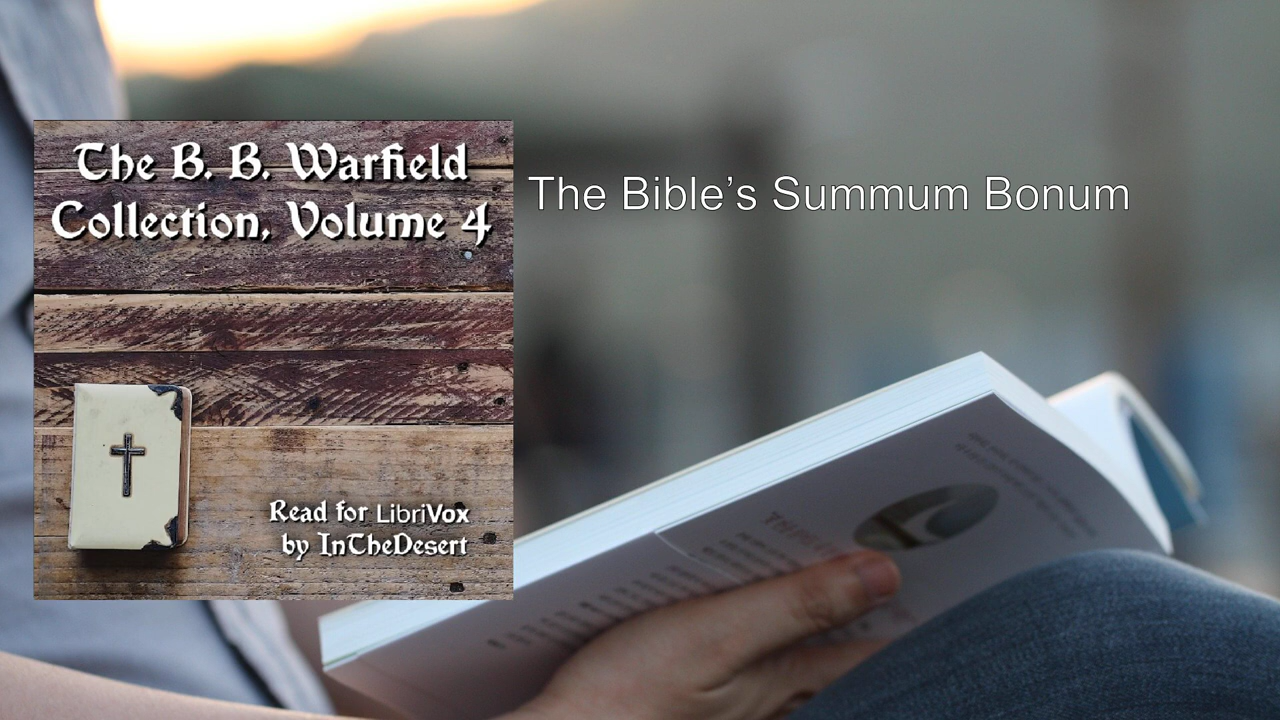 The B. B. Warfield
Collection, Volume 4
Read for LibriVox
by InTheDesert
The Bible’s Summum Bonum